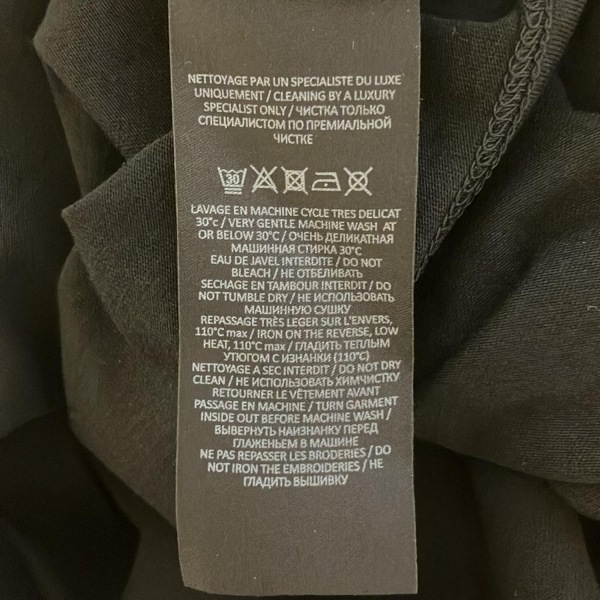 NETTOYAGE PAR UN SPECIALISTE DU LUXE
UNIQUEMENT / CLEANING BY A LUXURY
SPECIALIST ONLY / ЧИСТКА ТОЛЬКО
СПЕЦИАЛИСТОМ ПО ПРЕМИАЛЬНОЙ
ЧИСТКЕ
30
LAVAGE EN MACHINE CYCLE TRES DELICAT
30°c / VERY GENTLE MACHINE WASH AT
OR BELOW 30°C / ОЧЕНЬ ДЕЛИКАТНАЯ
МАШИННАЯ СТИРКА 30°C
EAU DE JAVEL INTERDITE / DO NOT
BLEACH / НЕ ОТБЕЛИВАТЬ
SECHAGE EN TAMBOUR INTERDIT / DO
NOT TUMBLE DRY / НЕ ИСПОЛЬЗОВАТЬ
МАШИННУЮ СУШКУ
REPASSAGE TRÈS LEGER SUR L'ENVERS,
110°C max / IRON ON THE REVERSE, LOW
HEAT, 110°C max / ГЛАДИТЬ ТЕПЛЫМ
УТЮГОМ С ИЗНАНКИ (110°C)
NETTOYAGE A SEC INTERDIT / DO NOT DRY
CLEAN / НЕ ИСПОЛЬЗОВАТЬ ХИМЧИСТКУ
RETOURNER LE VÊTEMENT AVANT
PASSAGE EN MACHINE / TURN GARMENT
INSIDE OUT BEFORE MACHINE WASH /
ВЫВЕРНУТЬ НАИЗНАНКУ ПЕРЕД
ГЛАЖЕНЬЕМ В МАШИНЕ
NE PAS REPASSER LES BRODERIES / DO
NOT IRON THE EMBROIDERIES / НЕ
ГЛАДИТЬ ВЫШИВКУ